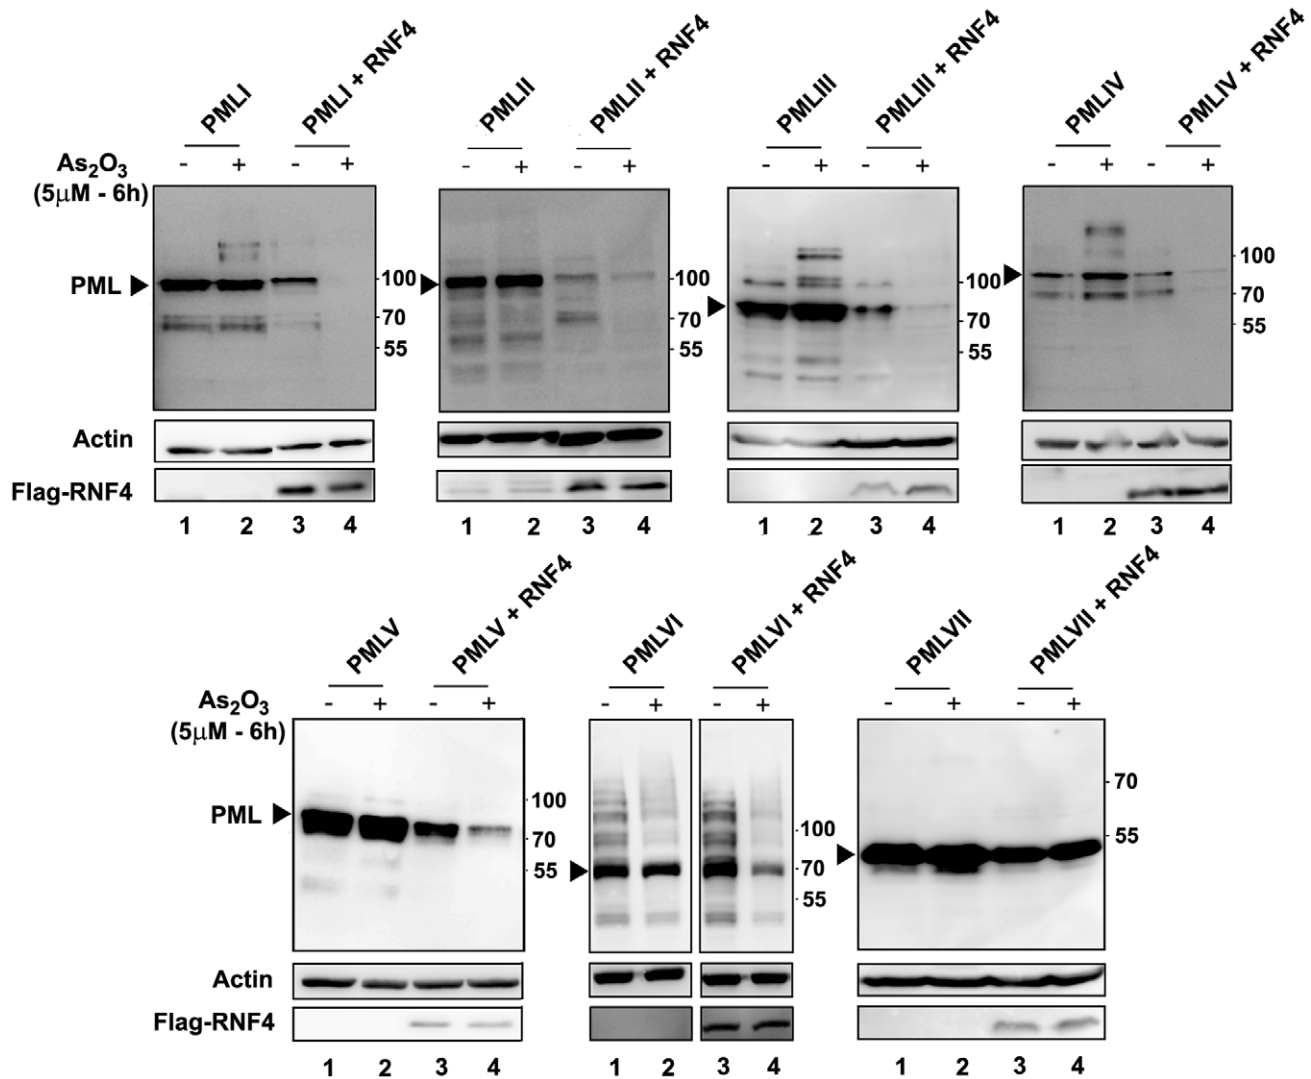 PMLI PMLI + RNF4 PMLII PMLII + RNF4 PMLIII PMLIII + RNF4 PMLIV PMLIV + RNF4
As2O3 - + - + - + - + - + - + - + - +
(5μM - 6h)
PML 100 100 100 100
70 70 70 70
55 55 55 55
Actin
Flag-RNF4
1 2 3 4 1 2 3 4 1 2 3 4 1 2 3 4
PMLV PMLV + RNF4 PMLVI PMLVI + RNF4 PMLVII PMLVII + RNF4
As2O3 - + - + - + - + - + - +
(5μM - 6h)
PML 100 100 70
70 70 55
55 55
Actin
Flag-RNF4
1 2 3 4 1 2 3 4 1 2 3 4